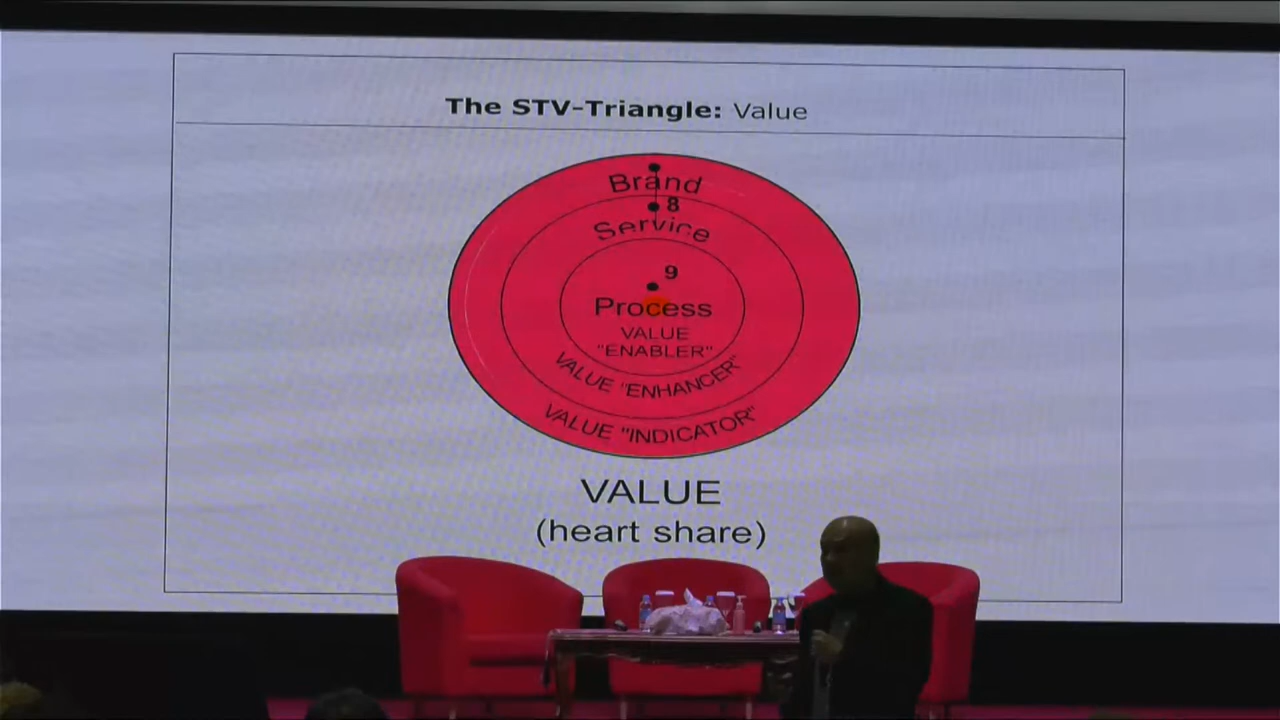 The STV-Triangle: Value
Brand
8
Service
9
Process
VALUE
"ENABLER"
VALUE "ENHANCER"
VALUE "INDICATOR"
VALUE
(heart share)